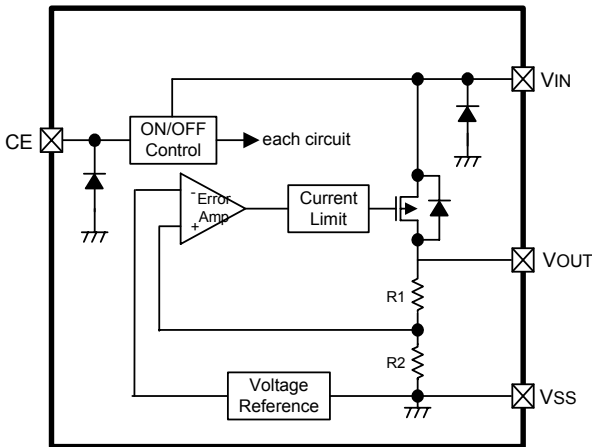 VIN
CE
ON/OFF
Control
each circuit
-
Error
Amp
+
Current
Limit
VOUT
R1
R2
Voltage
Reference
VSS